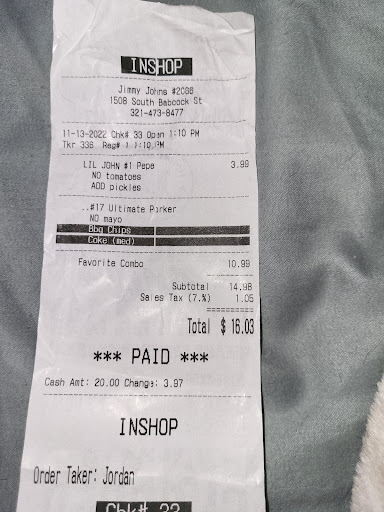 INSHOP
Jimmy Johns #2086
1508 South Babcock St
321-473-8477
11-13-2022 Chk# 33 Open 1:10 PM
Tkr 336 Reg# 1 1:10 PM
LIL JOHN #1 Pepe 3.99
NO tomatoes
ADD pickles
..#17 Ultimate Porker
NO mayo
Bbq Chips
Coke (med)
Favorite Combo 10.99
Subtotal 14.98
Sales Tax (7.%) 1.05
==========
Total $ 16.03
*** PAID ***
Cash Amt: 20.00 Change: 3.97
INSHOP
Order Taker: Jordan
Chk# 33